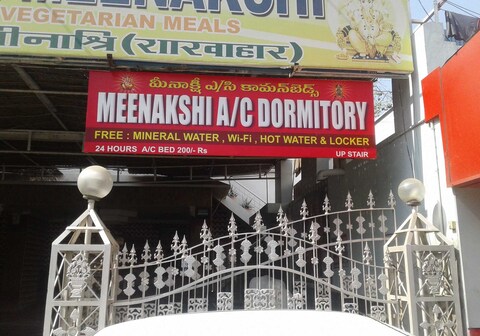 MEENAKSHI
VEGETARIAN MEALS
मीनाश्रि (साखाहार)
మీనాక్షి ఎ/సి కామన్‌బెడ్స్
MEENAKSHI A/C DORMITORY
FREE : MINERAL WATER , Wi-Fi , HOT WATER & LOCKER
24 HOURS A/C BED 200/- Rs
UP STAIR